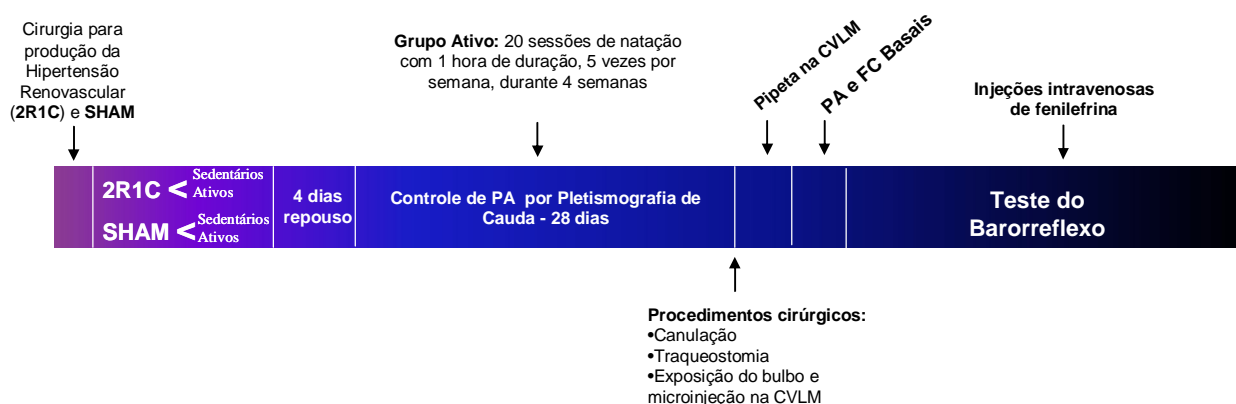 Cirurgia para
produção da
Hipertensão
Renovascular
(2R1C) e SHAM
Grupo Ativo: 20 sessões de natação
com 1 hora de duração, 5 vezes por
semana, durante 4 semanas
Pipeta na CVLM
PA e FC Basais
Injeções intravenosas
de fenilefrina
2R1C < Sedentários
Ativos
SHAM < Sedentários
Ativos
4 dias
repouso
Controle de PA por Pletismografia de
Cauda - 28 dias
Teste do
Barorreflexo
Procedimentos cirúrgicos:
•Canulação
•Traqueostomia
•Exposição do bulbo e
microinjeção na CVLM